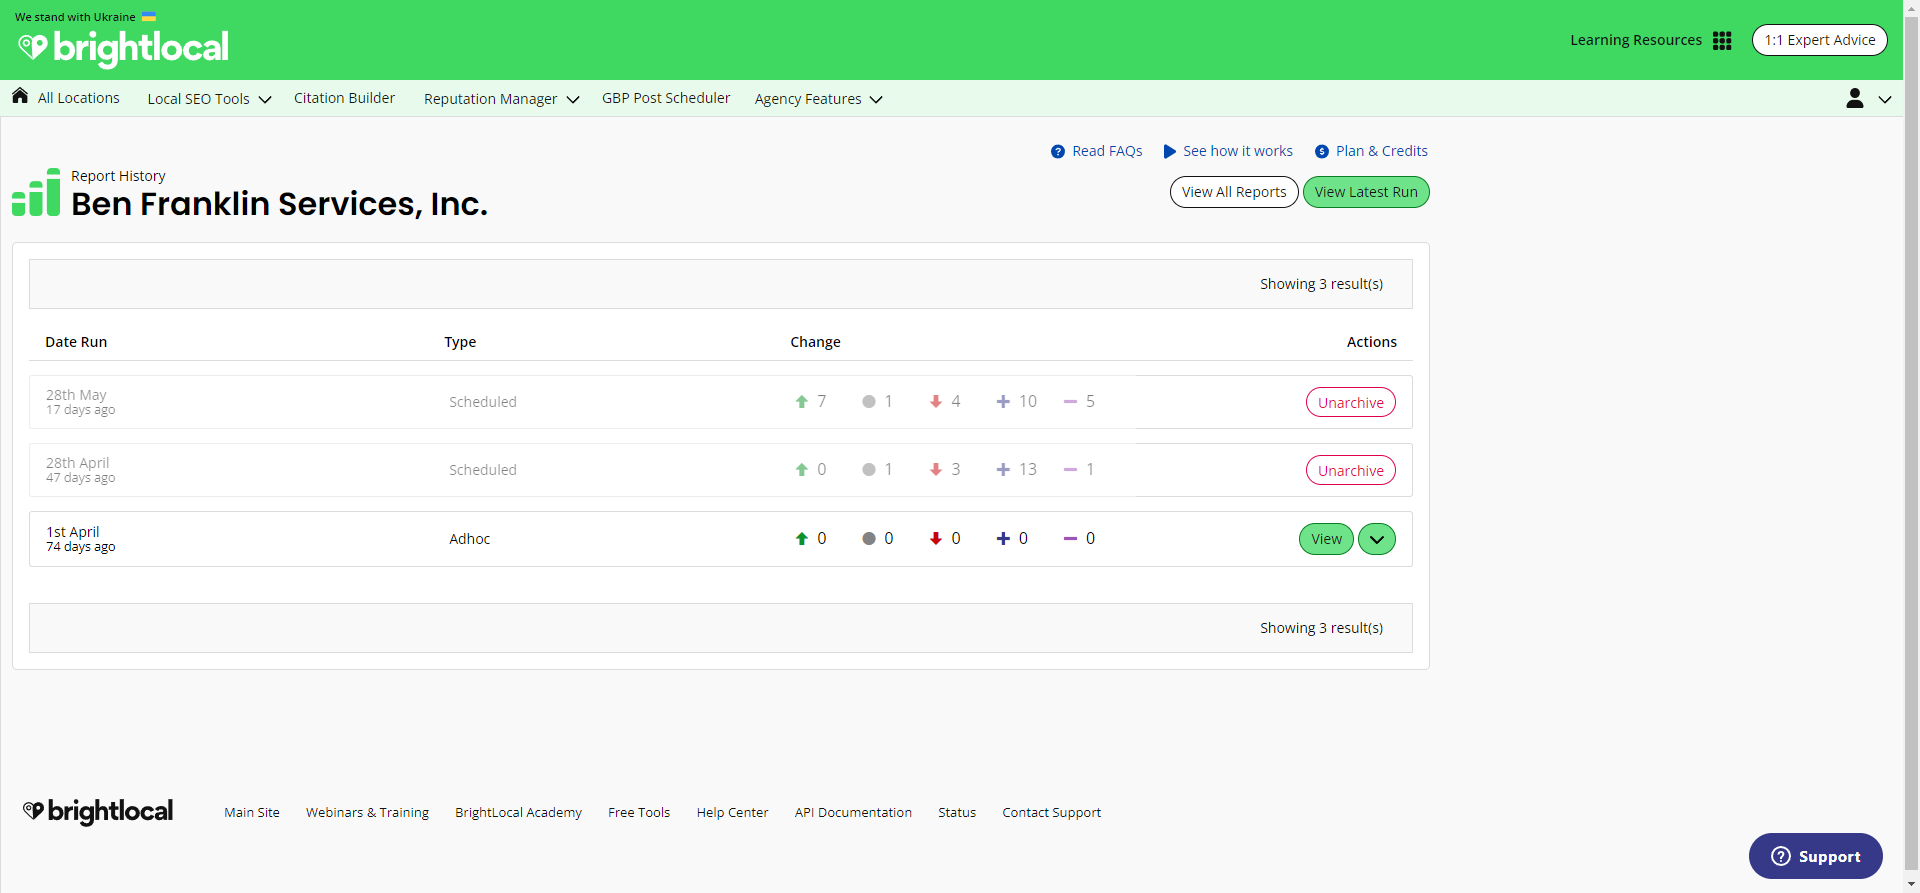 We stand with Ukraine
brightlocal
Learning Resources
1:1 Expert Advice
All Locations
Local SEO Tools
Citation Builder
Reputation Manager
GBP Post Scheduler
Agency Features
Read FAQs
See how it works
Plan & Credits
Report History
Ben Franklin Services, Inc.
View All Reports
View Latest Run
Showing 3 result(s)
Date Run Type Change Actions
28th May
17 days ago
Scheduled 7 1 4 10 5 Unarchive
28th April
47 days ago
Scheduled 0 1 3 13 1 Unarchive
1st April
74 days ago
Adhoc 0 0 0 0 0 View
Showing 3 result(s)
brightlocal
Main Site
Webinars & Training
BrightLocal Academy
Free Tools
Help Center
API Documentation
Status
Contact Support
Support